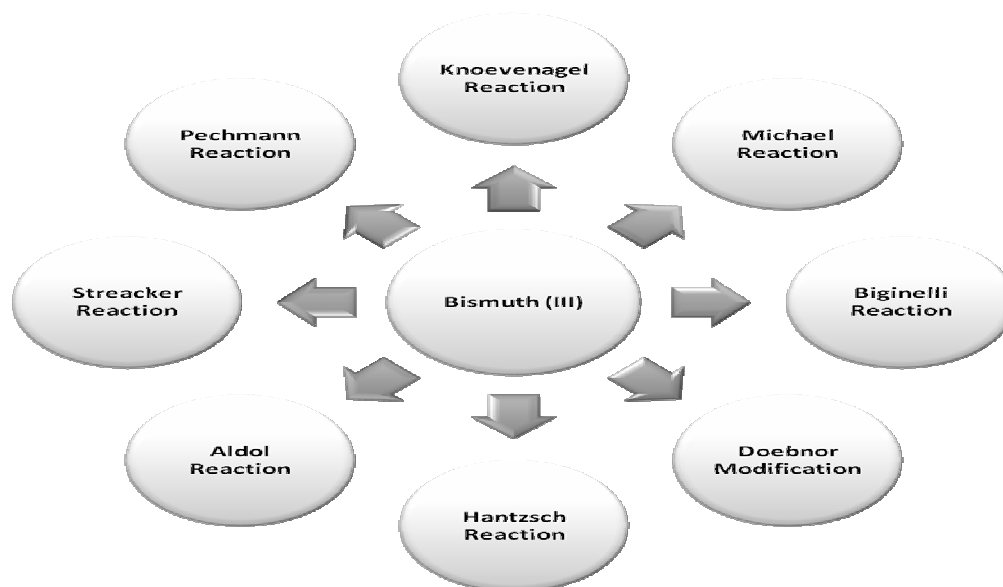 Knoevenagel
Reaction
Pechmann
Reaction
Michael
Reaction
Streacker
Reaction
Bismuth (III)
Biginelli
Reaction
Aldol
Reaction
Doebnor
Modification
Hantzsch
Reaction